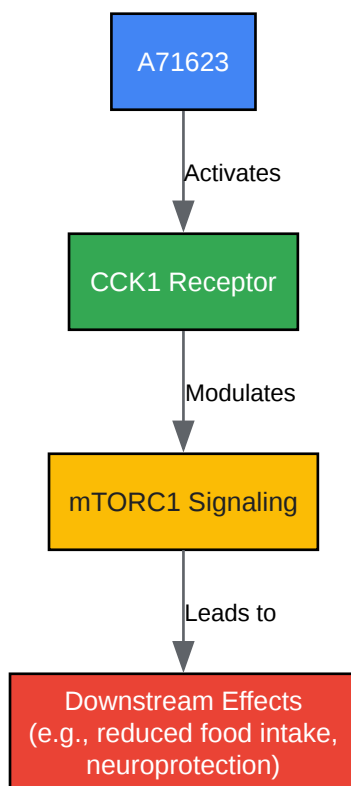 A71623
Activates
CCK1 Receptor
Modulates
mTORC1 Signaling
Leads to
Downstream Effects
(e.g., reduced food intake,
neuroprotection)